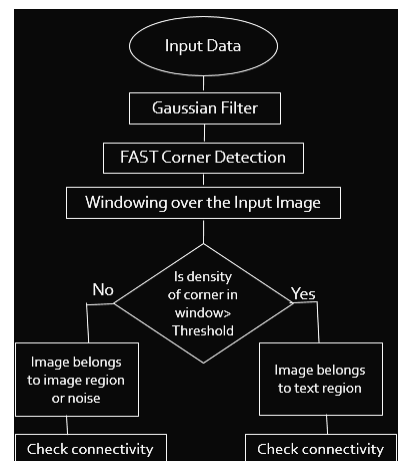 Input Data
Gaussian Filter
FAST Corner Detection
Windowing over the Input Image
Is density
of corner in
window>
Threshold
No
Yes
Image belongs
to image region
or noise
Image belongs
to text region
Check connectivity
Check connectivity